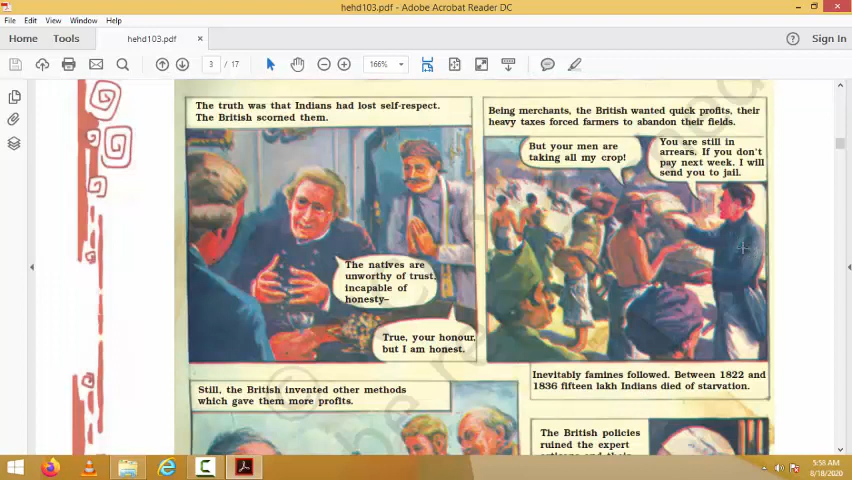 hehd103.pdf - Adobe Acrobat Reader DC
File Edit View Window Help
Home Tools hehd103.pdf × Sign In
3 / 17 166%
The truth was that Indians had lost self-respect.
The British scorned them.
The natives are
unworthy of trust,
incapable of
honesty–
True, your honour,
but I am honest.
Being merchants, the British wanted quick profits, their
heavy taxes forced farmers to abandon their fields.
But your men are
taking all my crop!
You are still in
arrears. If you don't
pay next week. I will
send you to jail.
Inevitably famines followed. Between 1822 and
1836 fifteen lakh Indians died of starvation.
Still, the British invented other methods
which gave them more profits.
The British policies
ruined the expert
5:58 AM
8/18/2020